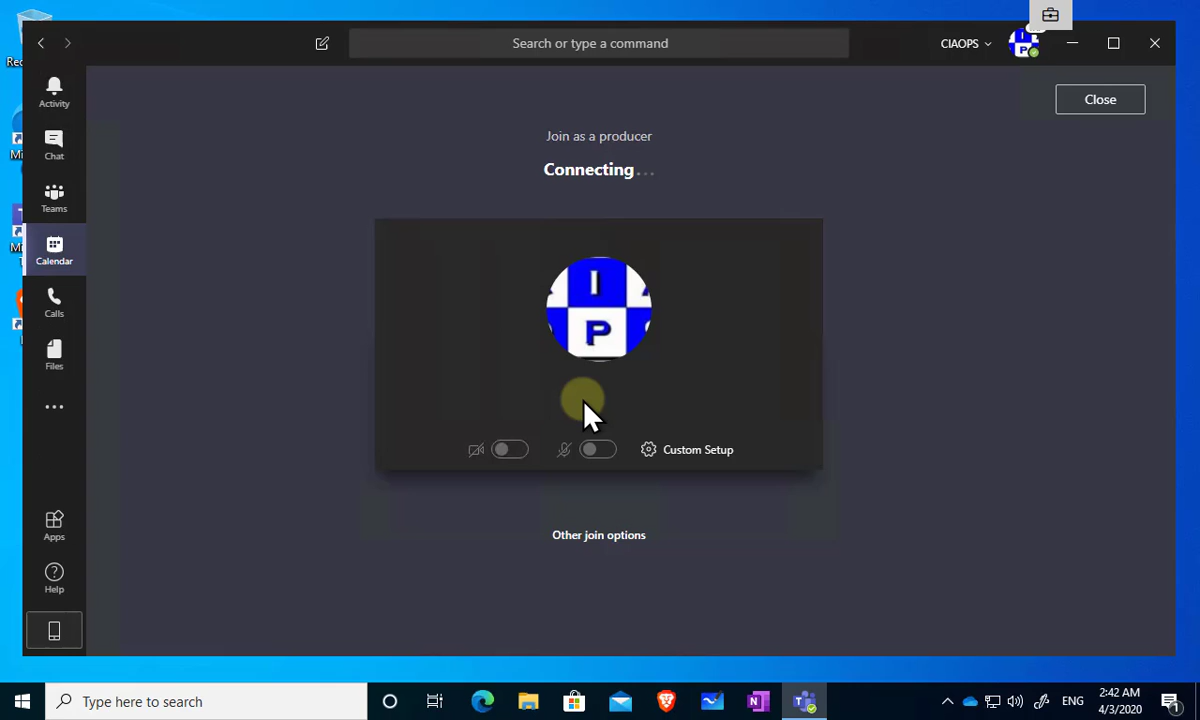 Search or type a command
CIAOPS
Activity
Chat
Teams
Calendar
Calls
Files
Apps
Help
Close
Join as a producer
Connecting...
I
P
Custom Setup
Other join options
Type here to search
ENG
2:42 AM
4/3/2020
1